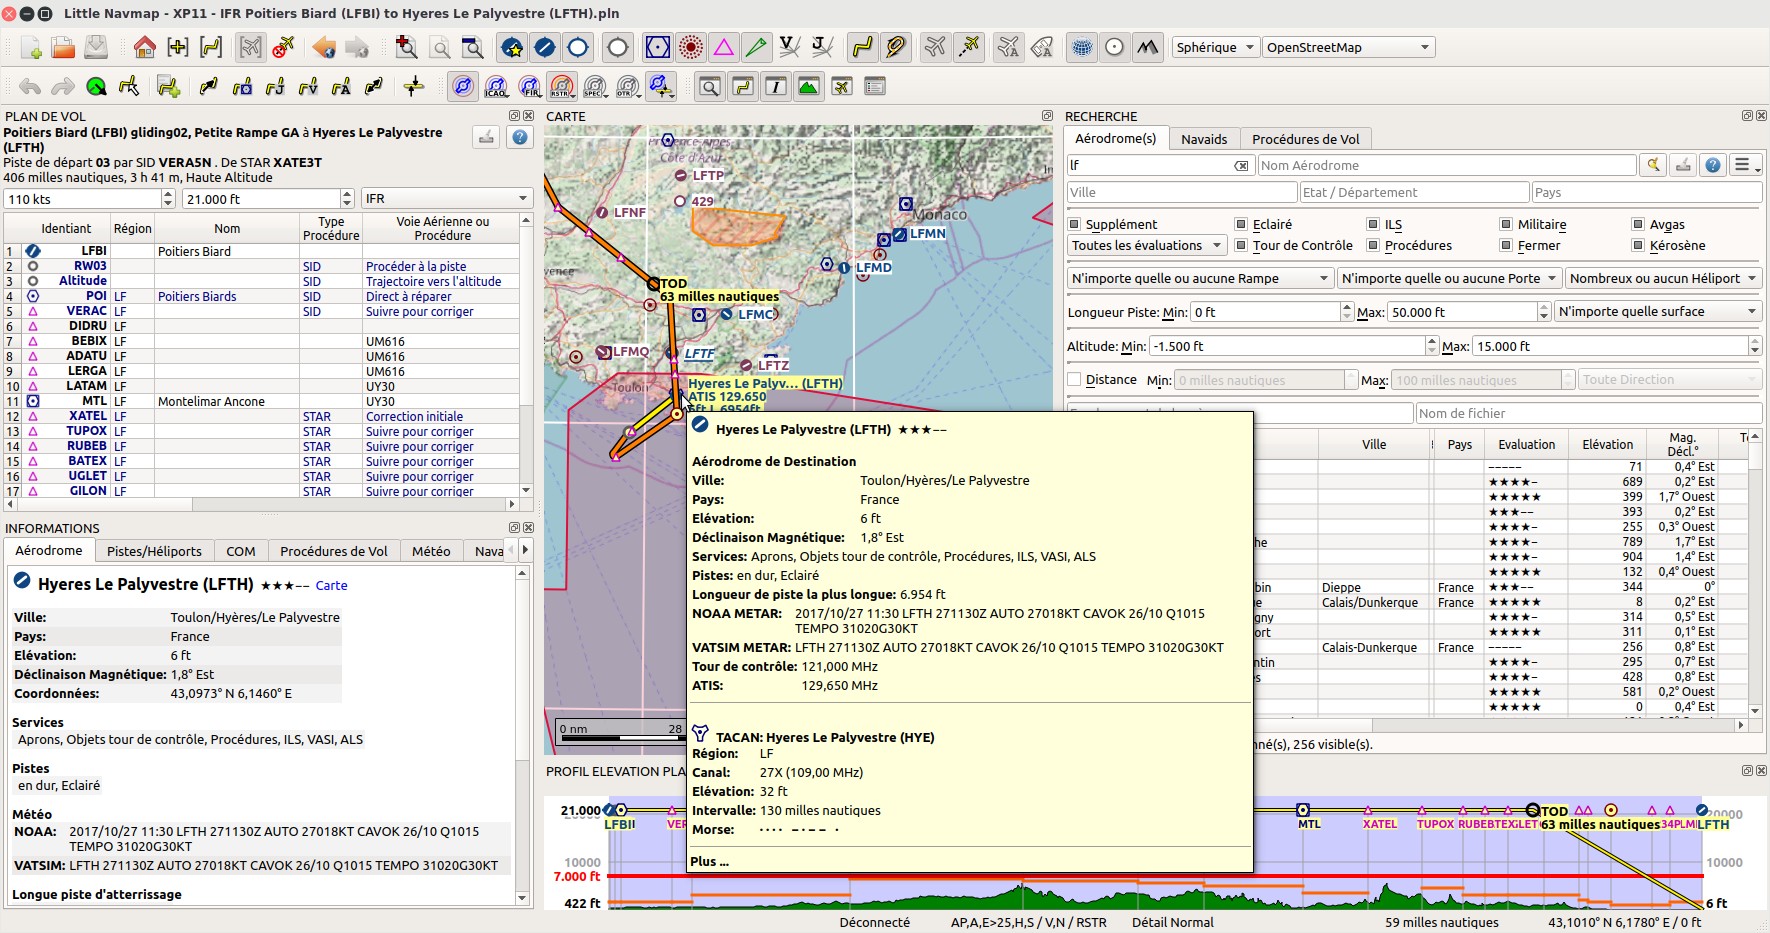 Little Navmap - XP11 - IFR Poitiers Biard (LFBI) to Hyeres Le Palyvestre (LFTH).pln
Sphérique
OpenStreetMap
ICAO
FIR
RSTR
SPEC
OTR
PLAN DE VOL
Poitiers Biard (LFBI) gliding02, Petite Rampe GA à Hyeres Le Palyvestre
(LFTH)
Piste de départ 03 par SID VERA5N . De STAR XATE3T
406 milles nautiques, 3 h 41 m, Haute Altitude
110 kts
21.000 ft
IFR
Identiant Région Nom Type Procédure Voie Aérienne ou Procédure
1 LFBI Poitiers Biard
2 RW03 SID Procéder à la piste
3 Altitude SID Trajectoire vers l'altitude
4 POI LF Poitiers Biards SID Direct à réparer
5 VERAC LF SID Suivre pour corriger
6 DIDRU LF
7 BEBIX LF UM616
8 ADATU LF UM616
9 LERGA LF UM616
10 LATAM LF UY30
11 MTL LF Montelimar Ancone UY30
12 XATEL LF STAR Correction initiale
13 TUPOX LF STAR Suivre pour corriger
14 RUBEB LF STAR Suivre pour corriger
15 BATEX LF STAR Suivre pour corriger
16 UGLET LF STAR Suivre pour corriger
17 GILON LF STAR Suivre pour corriger
INFORMATIONS
Aérodrome
Pistes/Héliports
COM
Procédures de Vol
Météo
Nava
Hyeres Le Palyvestre (LFTH) ★★★−− Carte
Ville: Toulon/Hyères/Le Palyvestre
Pays: France
Elévation: 6 ft
Déclinaison Magnétique: 1,8° Est
Coordonnées: 43,0973° N 6,1460° E
Services
Aprons, Objets tour de contrôle, Procédures, ILS, VASI, ALS
Pistes
en dur, Eclairé
Météo
NOAA: 2017/10/27 11:30 LFTH 271130Z AUTO 27018KT CAVOK 26/10 Q1015
TEMPO 31020G30KT
VATSIM: LFTH 271130Z AUTO 27018KT CAVOK 26/10 Q1015 TEMPO 31020G30KT
Longue piste d'atterrissage
CARTE
Côte d'Azur
LFTP
429
LFNF
Monaco
LFMN
LFMD
TOD
63 milles nautiques
LFMC
LFMQ
LFTF
LFTZ
Toulon
Hyeres Le Palyv... (LFTH)
ATIS 129.650
6ft L 6954ft
0 nm 28
Hyeres Le Palyvestre (LFTH) ★★★−−
Aérodrome de Destination
Ville: Toulon/Hyères/Le Palyvestre
Pays: France
Elévation: 6 ft
Déclinaison Magnétique: 1,8° Est
Services: Aprons, Objets tour de contrôle, Procédures, ILS, VASI, ALS
Pistes: en dur, Eclairé
Longueur de piste la plus longue: 6.954 ft
NOAA METAR: 2017/10/27 11:30 LFTH 271130Z AUTO 27018KT CAVOK 26/10 Q1015
TEMPO 31020G30KT
VATSIM METAR: LFTH 271130Z AUTO 27018KT CAVOK 26/10 Q1015 TEMPO 31020G30KT
Tour de contrôle: 121,000 MHz
ATIS: 129,650 MHz
TACAN: Hyeres Le Palyvestre (HYE)
Région: LF
Canal: 27X (109,00 MHz)
Elévation: 32 ft
Intervalle: 130 milles nautiques
Morse: ···· −·−− ·
Plus ...
RECHERCHE
Aérodrome(s)
Navaids
Procédures de Vol
lf
Nom Aérodrome
Ville
Etat / Département
Pays
Supplément Eclairé ILS Militaire Avgas
Toutes les évaluations Tour de Contrôle Procédures Fermer Kérosène
N'importe quelle ou aucune Rampe
N'importe quelle ou aucune Porte
Nombreux ou aucun Héliport
Longueur Piste: Min: 0 ft Max: 50.000 ft N'importe quelle surface
Altitude: Min: -1.500 ft Max: 15.000 ft
Distance Min: 0 milles nautiques Max: 100 milles nautiques Toute Direction
Nom de fichier
Ville Pays Evaluation Elévation Mag. Décl.°
−−−−− 71 0,4° Est
★★★★− 689 0,2° Est
★★★★★ 399 1,7° Ouest
★★★−− 393 0,2° Est
★★★★− 255 0,3° Ouest
he ★★★★− 789 1,7° Est
★★★★− 904 1,4° Est
★★★★★ 132 0,4° Ouest
bin Dieppe France ★★★−− 344 0°
e Calais/Dunkerque France ★★★★★ 8 0,2° Est
gny ★★★★− 314 0,5° Est
ort ★★★★★ 311 0,1° Est
Calais-Dunkerque France −−−−− 256 0,8° Est
ntin ★★★★− 295 0,7° Est
es ★★★★− 428 0,8° Est
★★★★★ 581 0,2° Ouest
★★★★★ 0 0,4° Est
né(s), 256 visible(s).
PROFIL ELEVATION PLA
21.000
10000
7.000 ft
422 ft
LFBII
VER
MTL
XATEL
TUPOX
TOD
63 milles nautiques
LFTH
20000
10000
6 ft
Déconnecté
AP,A,E>25,H,S / V,N / RSTR
Détail Normal
59 milles nautiques
43,1010° N 6,1780° E / 0 ft